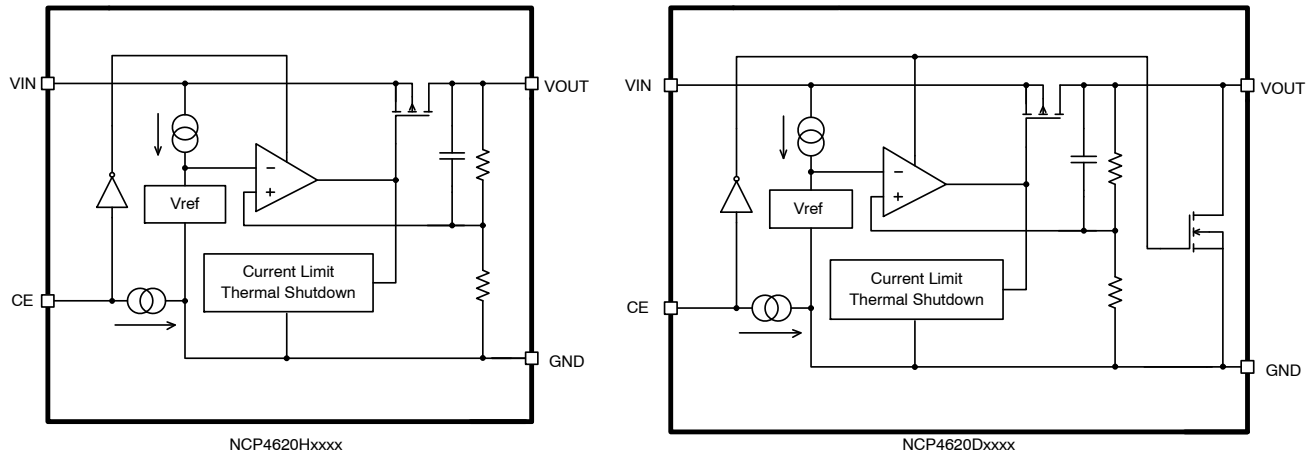 VIN
VOUT
−
+
Vref
Current Limit
Thermal Shutdown
CE
GND
NCP4620Hxxxx
VIN
VOUT
−
+
Vref
Current Limit
Thermal Shutdown
CE
GND
NCP4620Dxxxx